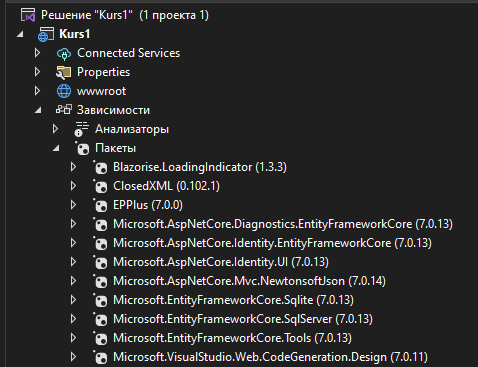 Решение "Kurs1" (1 проекта 1)
Kurs1
Connected Services
Properties
wwwroot
Зависимости
Анализаторы
Пакеты
Blazorise.LoadingIndicator (1.3.3)
ClosedXML (0.102.1)
EPPlus (7.0.0)
Microsoft.AspNetCore.Diagnostics.EntityFrameworkCore (7.0.13)
Microsoft.AspNetCore.Identity.EntityFrameworkCore (7.0.13)
Microsoft.AspNetCore.Identity.UI (7.0.13)
Microsoft.AspNetCore.Mvc.NewtonsoftJson (7.0.14)
Microsoft.EntityFrameworkCore.Sqlite (7.0.13)
Microsoft.EntityFrameworkCore.SqlServer (7.0.13)
Microsoft.EntityFrameworkCore.Tools (7.0.13)
Microsoft.VisualStudio.Web.CodeGeneration.Design (7.0.11)